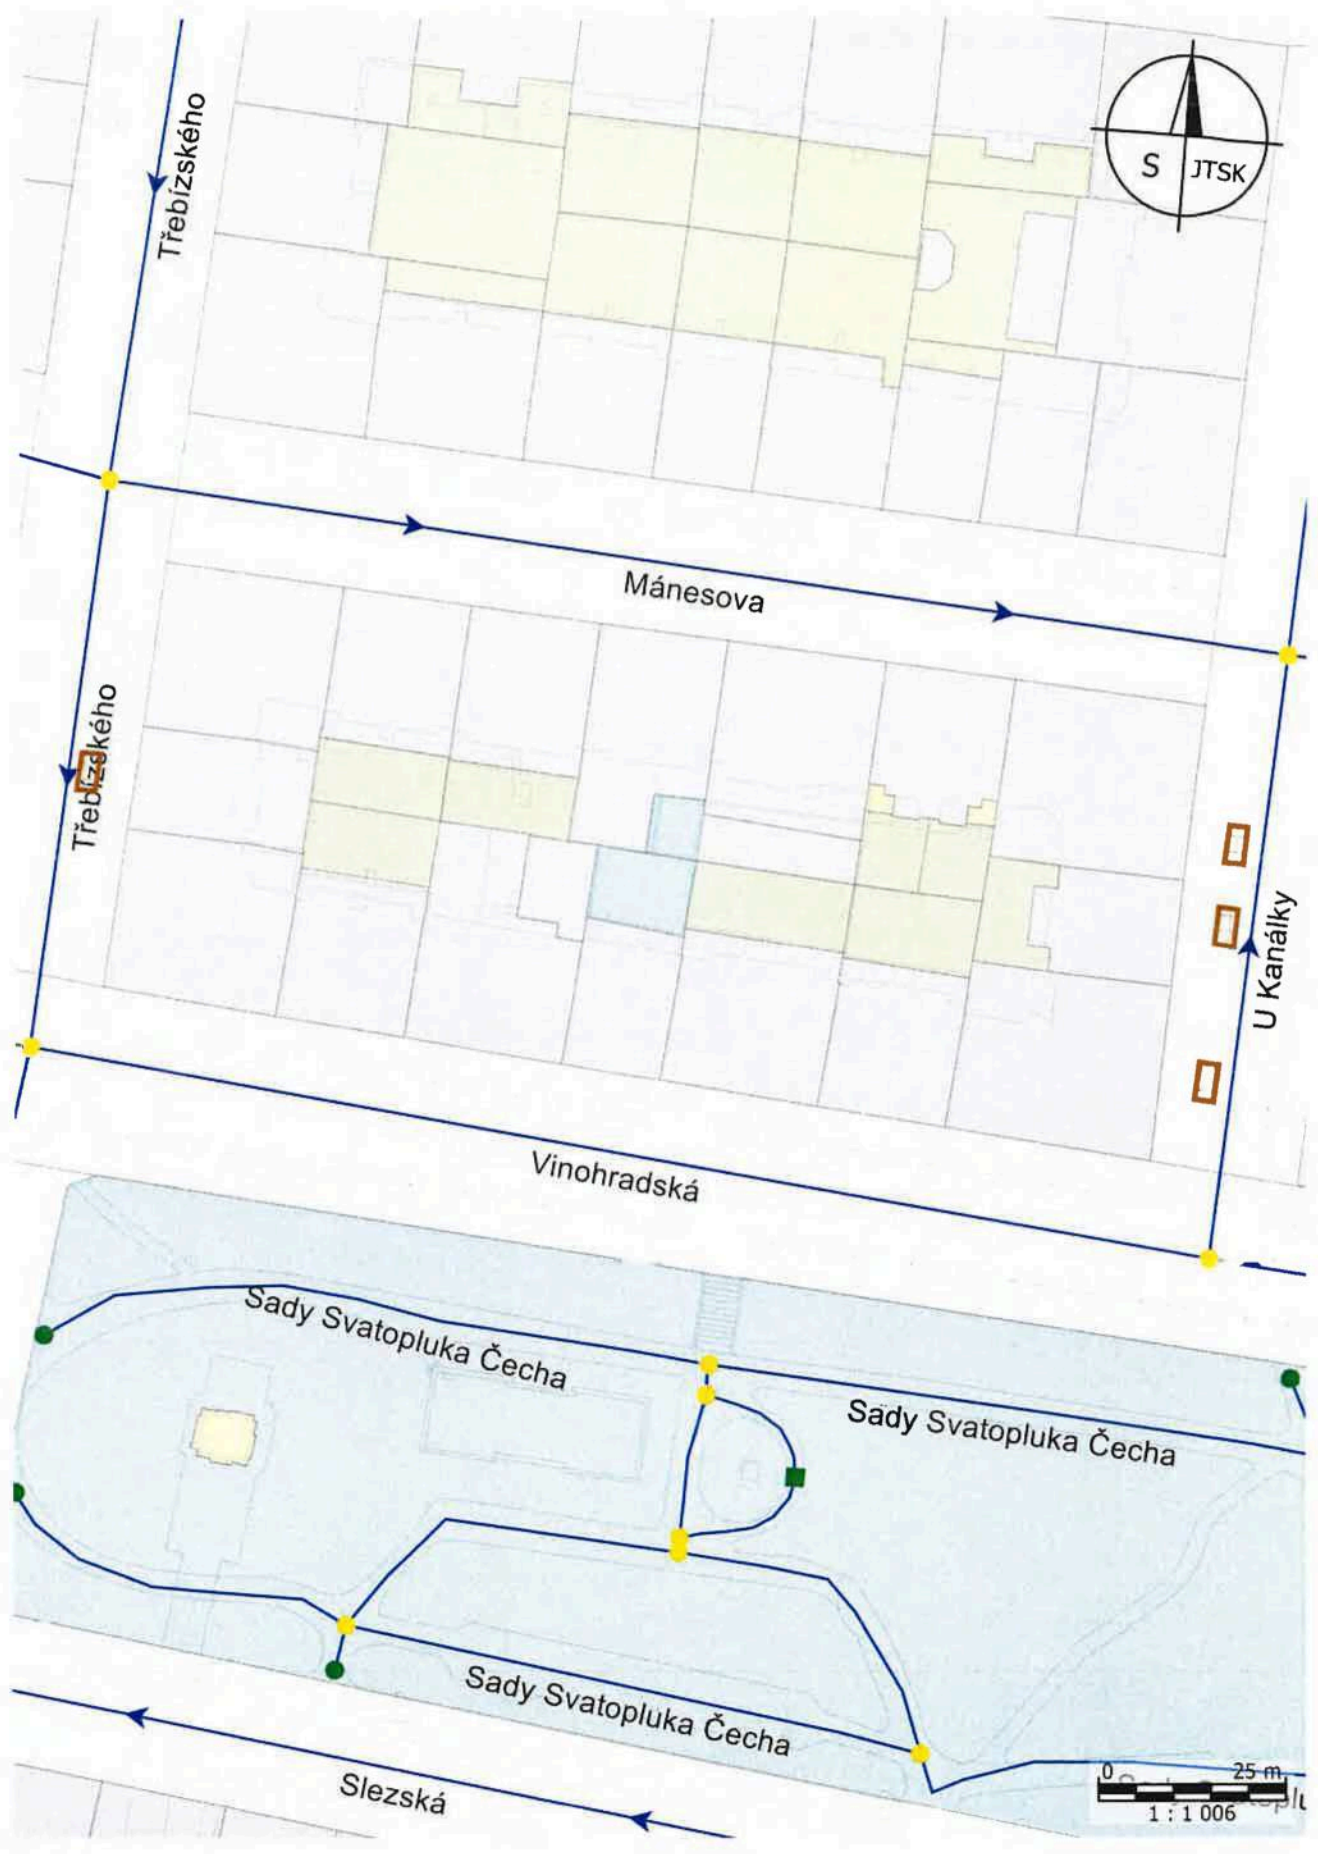 Třebízského
S
JTSK
Mánesova
Třebízského
U Kanálky
Vinohradská
Sady Svatopluka Čecha
Sady Svatopluka Čecha
Sady Svatopluka Čecha
Slezská
0 25 m
1 : 1 006